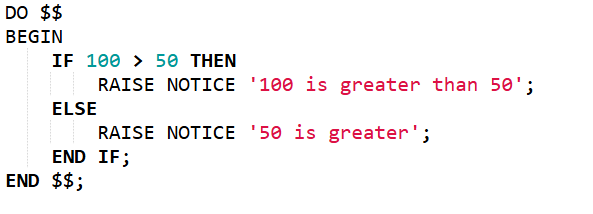 DO $$
BEGIN
    IF 100 > 50 THEN
        RAISE NOTICE '100 is greater than 50';
    ELSE
        RAISE NOTICE '50 is greater';
    END IF;
END $$;